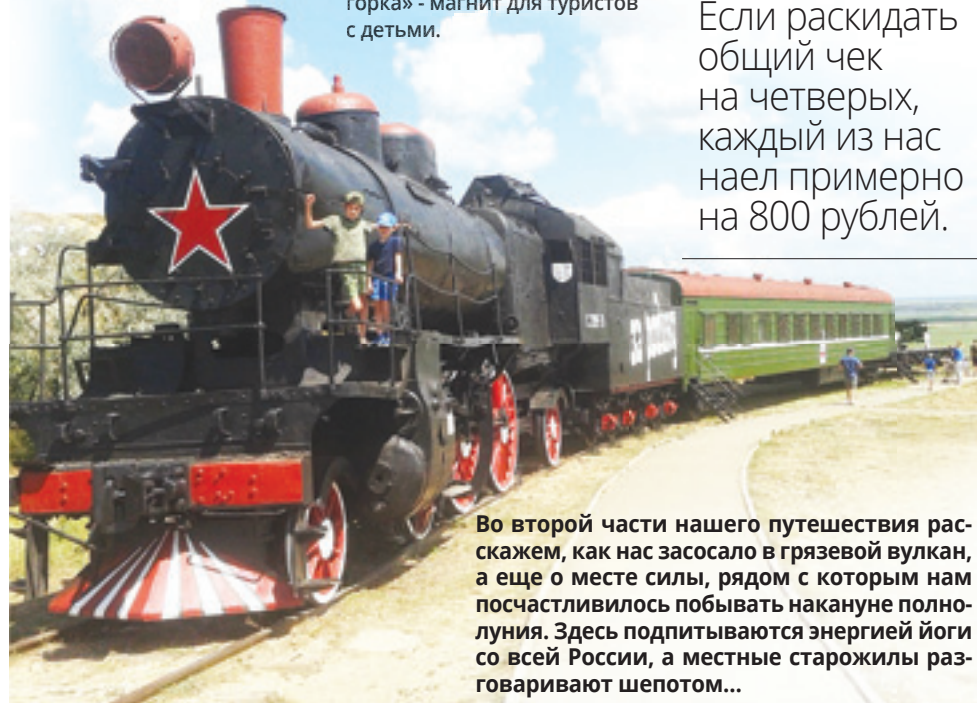 горка» - магнит для туристов
с детьми.
Если раскидать
общий чек
на четверых,
каждый из нас
наел примерно
на 800 рублей.
Во второй части нашего путешествия рас-
скажем, как нас засосало в грязевой вулкан,
а еще о месте силы, рядом с которым нам
посчастливилось побывать накануне полно-
луния. Здесь подпитываются энергией йоги
со всей России, а местные старожилы раз-
говаривают шепотом...